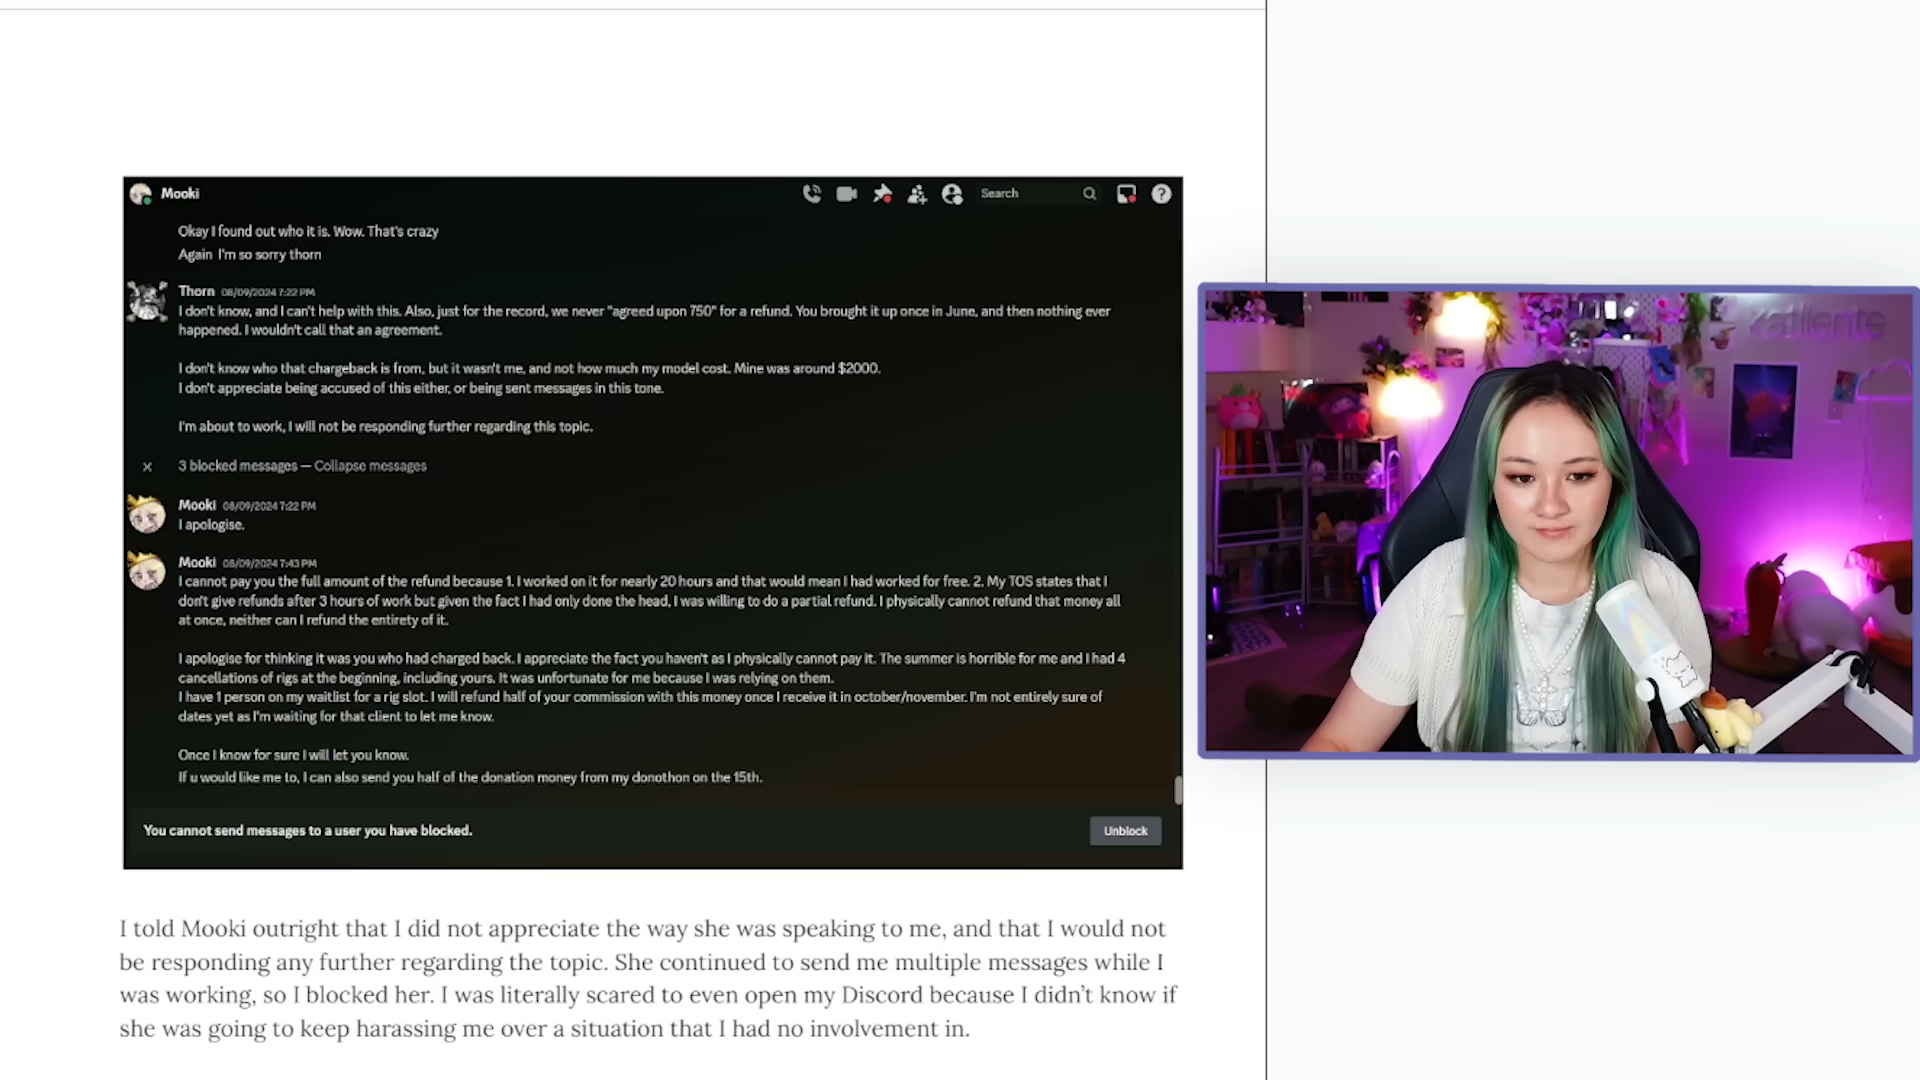 Mooki
Search
Okay I found out who it is. Wow. That's crazy
Again I'm so sorry thorn
Thorn 08/09/2024 7:22 PM
I don't know, and I can't help with this. Also, just for the record, we never "agreed upon 750" for a refund. You brought it up once in June, and then nothing ever
happened. I wouldn't call that an agreement.
I don't know who that chargeback is from, but it wasn't me, and not how much my model cost. Mine was around $2000.
I don't appreciate being accused of this either, or being sent messages in this tone.
I'm about to work, I will not be responding further regarding this topic.
3 blocked messages — Collapse messages
Mooki 08/09/2024 7:22 PM
I apologise.
Mooki 08/09/2024 7:43 PM
I cannot pay you the full amount of the refund because 1. I worked on it for nearly 20 hours and that would mean I had worked for free. 2. My TOS states that I
don't give refunds after 3 hours of work but given the fact I had only done the head, I was willing to do a partial refund. I physically cannot refund that money all
at once, neither can I refund the entirety of it.
I apologise for thinking it was you who had charged back. I appreciate the fact you haven't as I physically cannot pay it. The summer is horrible for me and I had 4
cancellations of rigs at the beginning, including yours. It was unfortunate for me because I was relying on them.
I have 1 person on my waitlist for a rig slot. I will refund half of your commission with this money once I receive it in october/november. I'm not entirely sure of
dates yet as I'm waiting for that client to let me know.
Once I know for sure I will let you know.
If u would like me to, I can also send you half of the donation money from my donothon on the 15th.
You cannot send messages to a user you have blocked.
Unblock
I told Mooki outright that I did not appreciate the way she was speaking to me, and that I would not
be responding any further regarding the topic. She continued to send me multiple messages while I
was working, so I blocked her. I was literally scared to even open my Discord because I didn't know if
she was going to keep harassing me over a situation that I had no involvement in.